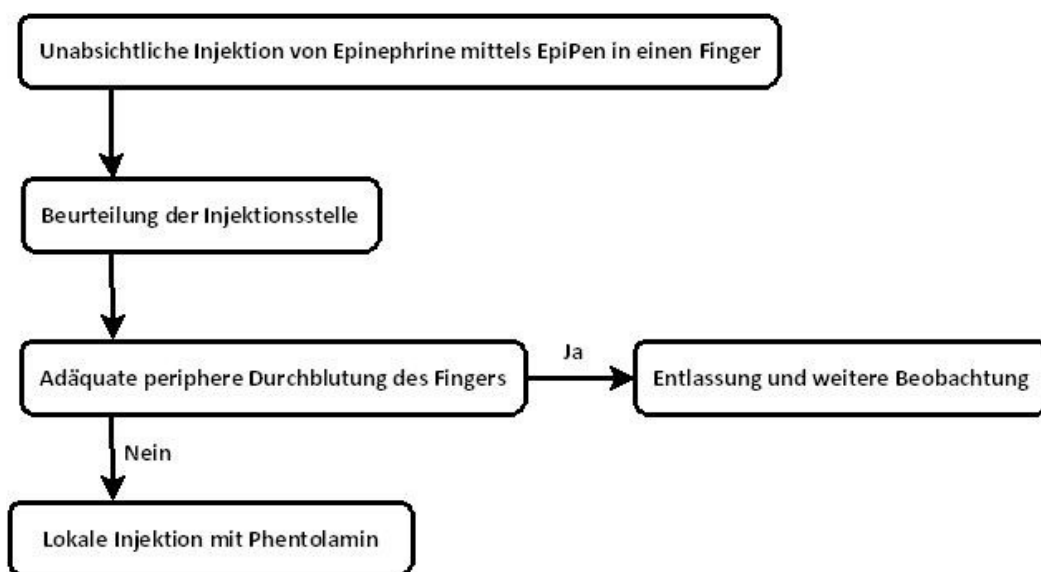 Unabsichtliche Injektion von Epinephrine mittels EpiPen in einen Finger
Beurteilung der Injektionsstelle
Adäquate periphere Durchblutung des Fingers
Ja
Entlassung und weitere Beobachtung
Nein
Lokale Injektion mit Phentolamin